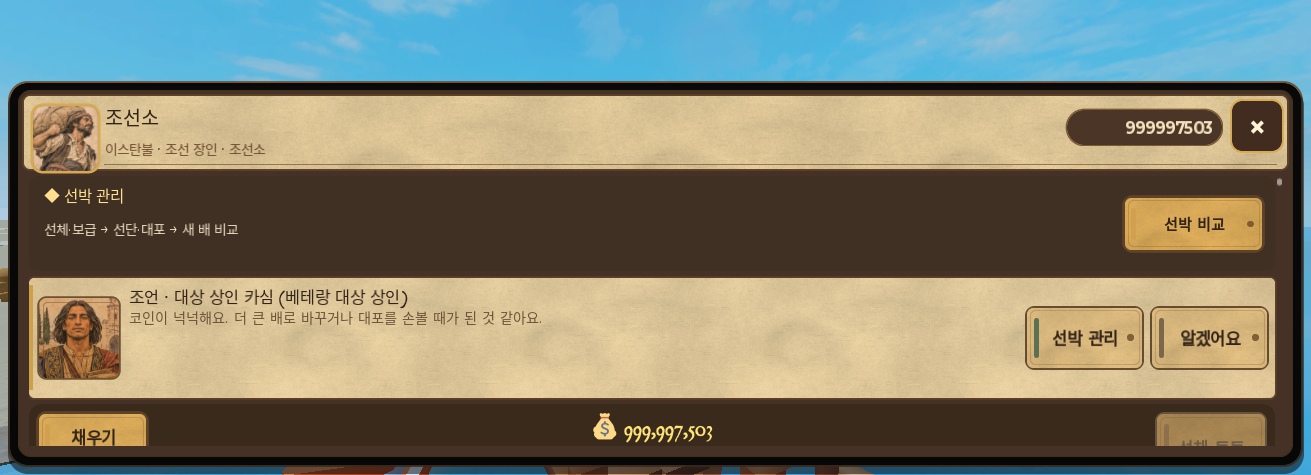 조선소
이스탄불 · 조선 장인 · 조선소
999997503
◆ 선박 관리
선체·보급 → 선단·대포 → 새 배 비교
선박 비교
조언 · 대상 상인 카심 (베테랑 대상 상인)
코인이 넉넉해요. 더 큰 배로 바꾸거나 대포를 손볼 때가 된 것 같아요.
선박 관리
알겠어요
채우기
999,997,503
선체 튼튼